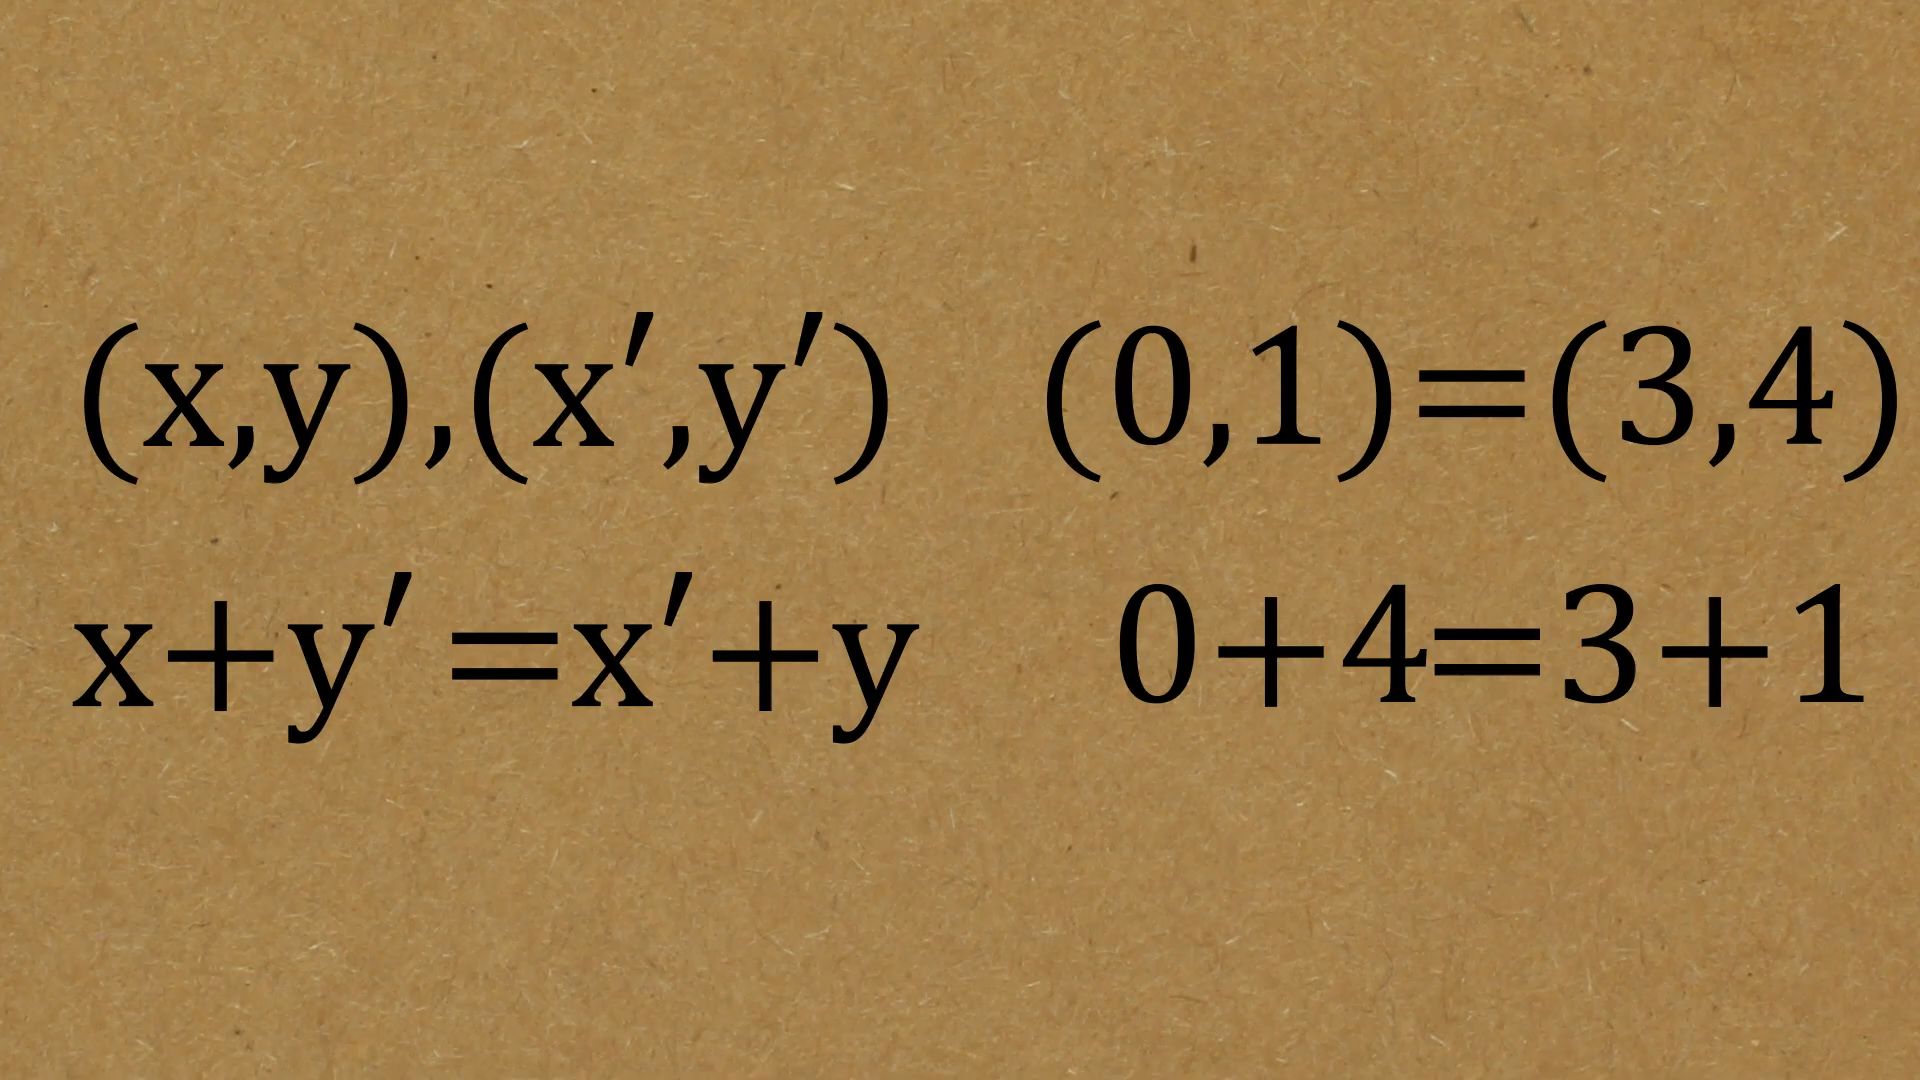 (x,y),(x′,y′)
x+y′=x′+y
(0,1)=(3,4)
0+4=3+1